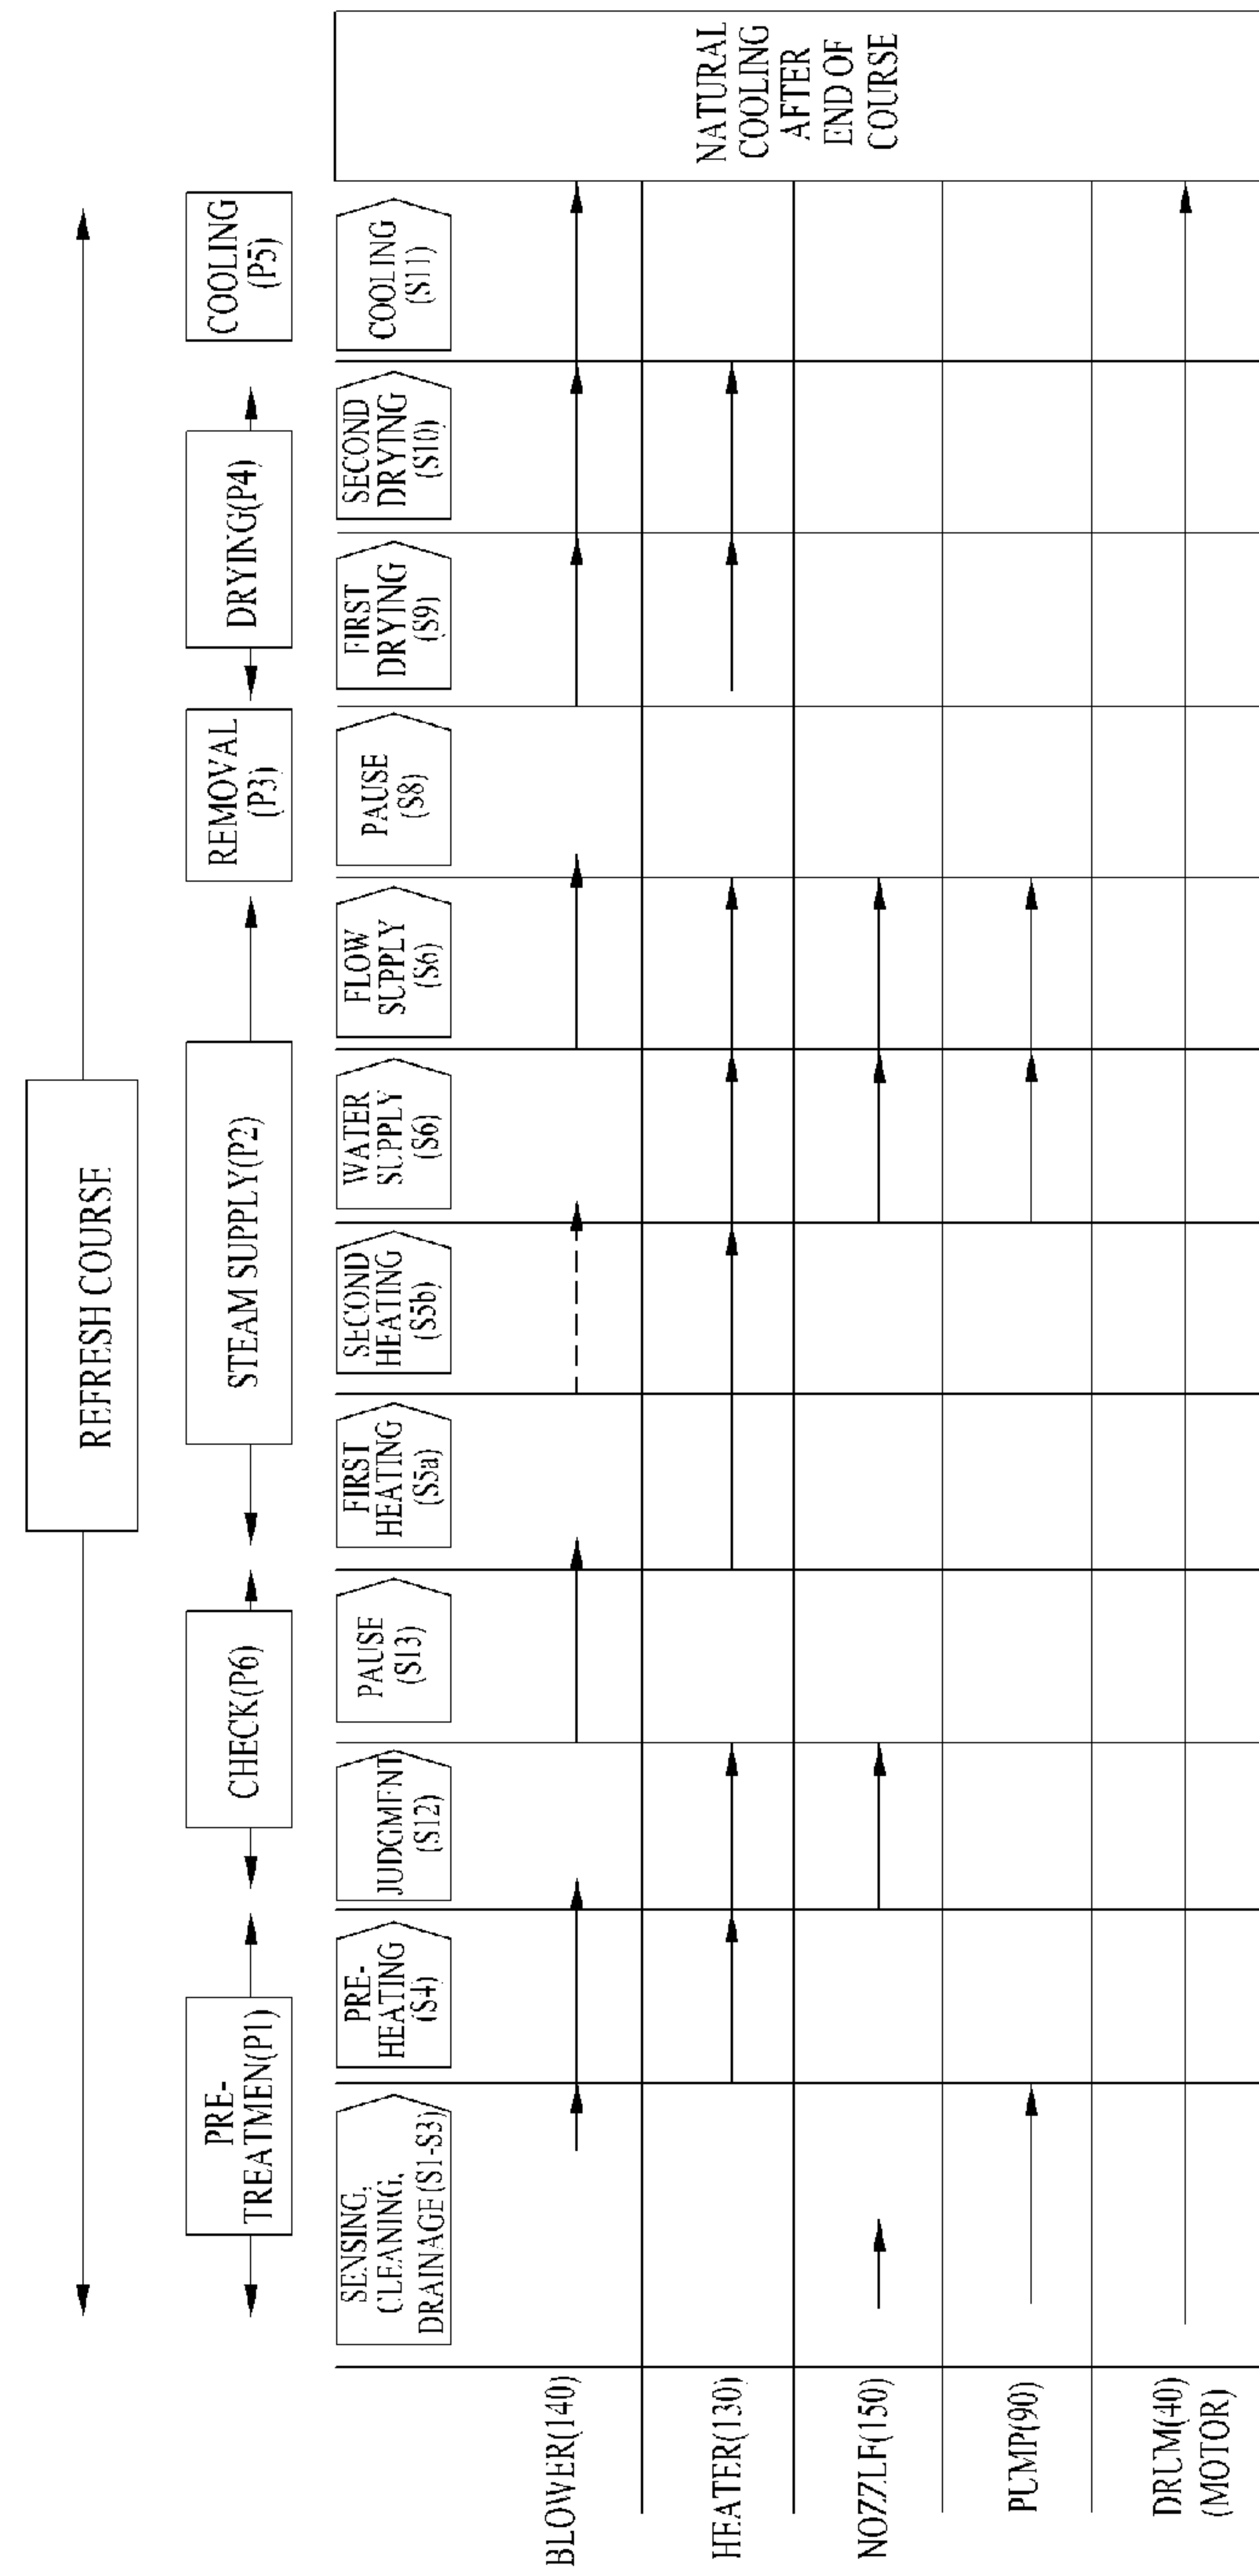 REFRESH COURSE
PRE-
TREATMEN(P1)
CHECK(P6)
STEAM SUPPLY(P2)
REMOVAL
(P3)
DRYING(P4)
COOLING
(P5)
SENSING,
CLEANING,
DRAINAGE(S1-S3)
PRE-
HEATING
(S4)
JUDGMENT
(S12)
PAUSE
(S13)
FIRST
HEATING
(S5a)
SECOND
HEATING
(S5b)
WATER
SUPPLY
(S6)
FLOW
SUPPLY
(S6)
PAUSE
(S8)
FIRST
DRYING
(S9)
SECOND
DRYING
(S10)
COOLING
(S11)
NATURAL
COOLING
AFTER
END OF
COURSE
BLOWER(140)
HEATER(130)
NOZZLE(150)
PUMP(90)
DRUM(40)
(MOTOR)